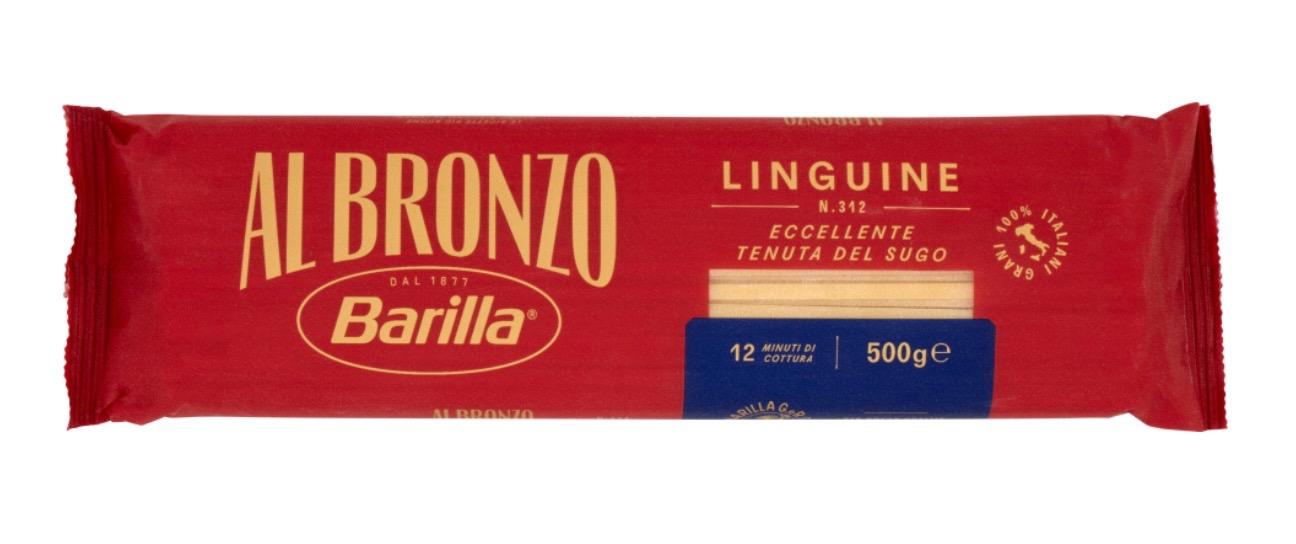 AL BRONZO
DAL 1877
Barilla®
LINGUINE
N.312
ECCELLENTE
TENUTA DEL SUGO
100% ITALIANI GRANI
12 MINUTI DI
COTTURA
500g℮
AL BRONZO
AL BRONZO